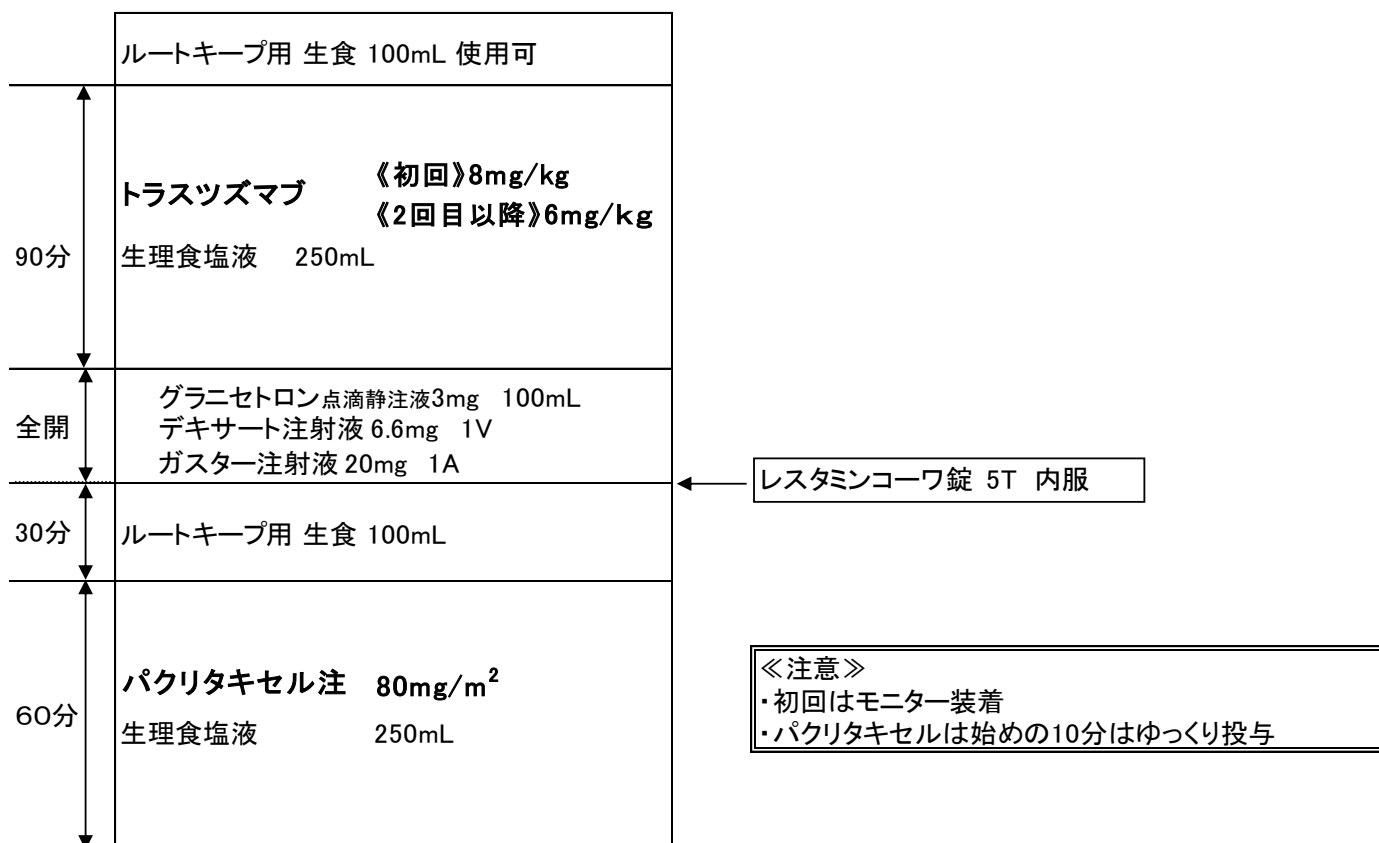 ルートキープ用 生食 100mL 使用可
トラスツズマブ 《初回》8mg/kg
《2回目以降》6mg/kg
90分
生理食塩液 250mL
グラニセトロン点滴静注液3mg 100mL
全開
デキサート注射液 6.6mg 1V
ガスター注射液 20mg 1A
レスタミンコーワ錠 5T 内服
30分
ルートキープ用 生食 100mL
パクリタキセル注 80mg/m²
60分
生理食塩液 250mL
≪注意≫
・初回はモニター装着
・パクリタキセルは始めの10分はゆっくり投与